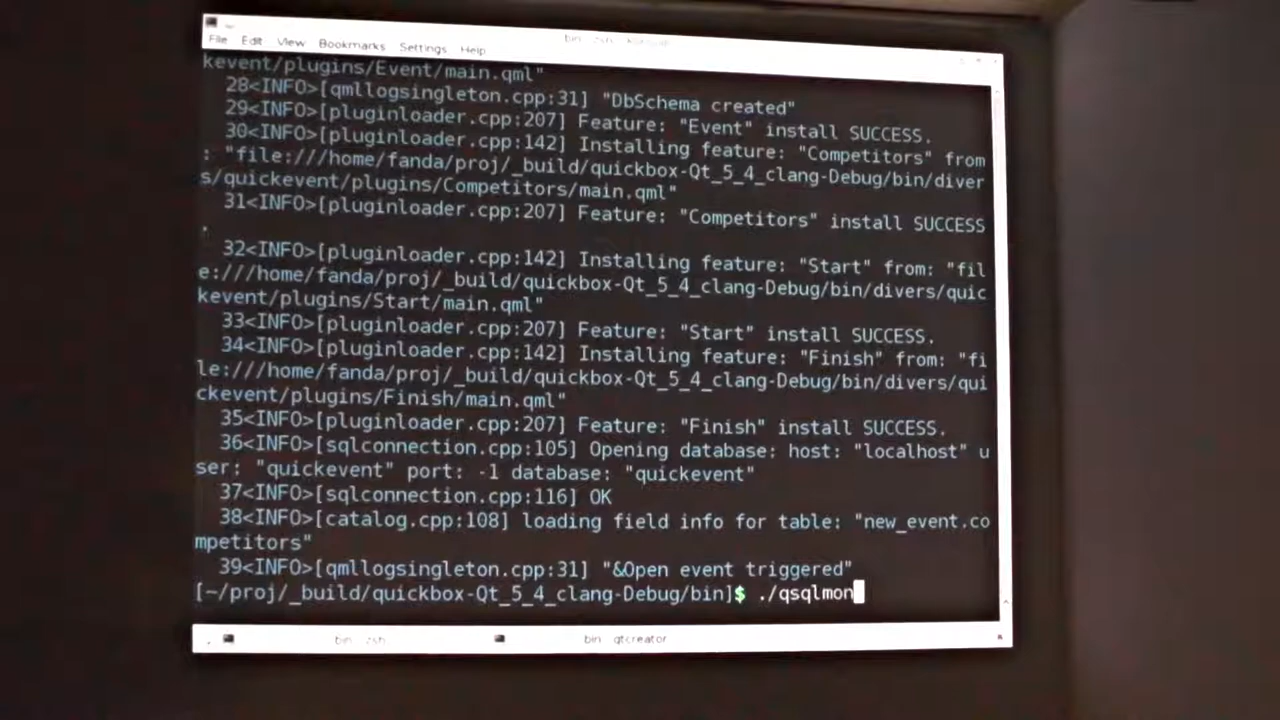 bin : zsh - Konsole
File Edit View Bookmarks Settings Help
kevent/plugins/Event/main.qml"
28<INFO>[qmllogsingleton.cpp:31] "DbSchema created"
29<INFO>[pluginloader.cpp:207] Feature: "Event" install SUCCESS.
30<INFO>[pluginloader.cpp:142] Installing feature: "Competitors" from
: "file:///home/fanda/proj/_build/quickbox-Qt_5_4_clang-Debug/bin/diver
s/quickevent/plugins/Competitors/main.qml"
31<INFO>[pluginloader.cpp:207] Feature: "Competitors" install SUCCESS
.
32<INFO>[pluginloader.cpp:142] Installing feature: "Start" from: "fil
e:///home/fanda/proj/_build/quickbox-Qt_5_4_clang-Debug/bin/divers/quic
kevent/plugins/Start/main.qml"
33<INFO>[pluginloader.cpp:207] Feature: "Start" install SUCCESS.
34<INFO>[pluginloader.cpp:142] Installing feature: "Finish" from: "fi
le:///home/fanda/proj/_build/quickbox-Qt_5_4_clang-Debug/bin/divers/qui
ckevent/plugins/Finish/main.qml"
35<INFO>[pluginloader.cpp:207] Feature: "Finish" install SUCCESS.
36<INFO>[sqlconnection.cpp:105] Opening database: host: "localhost" u
ser: "quickevent" port: -1 database: "quickevent"
37<INFO>[sqlconnection.cpp:116] OK
38<INFO>[catalog.cpp:108] loading field info for table: "new_event.co
mpetitors"
39<INFO>[qmllogsingleton.cpp:31] "&Open event triggered"
[~/proj/_build/quickbox-Qt_5_4_clang-Debug/bin]$ ./qsqlmon
bin : zsh bin : qtcreator